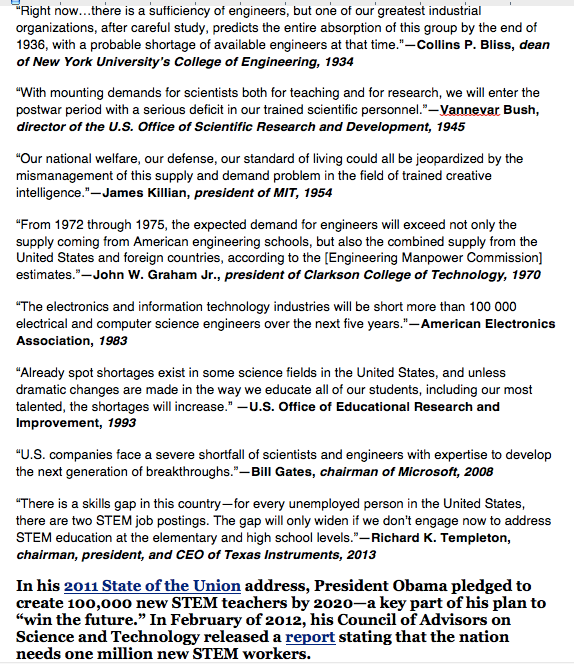 “Right now…there is a sufficiency of engineers, but one of our greatest industrial
organizations, after careful study, predicts the entire absorption of this group by the end of
1936, with a probable shortage of available engineers at that time.”—Collins P. Bliss, dean
of New York University’s College of Engineering, 1934
“With mounting demands for scientists both for teaching and for research, we will enter the
postwar period with a serious deficit in our trained scientific personnel.”—Vannevar Bush,
director of the U.S. Office of Scientific Research and Development, 1945
“Our national welfare, our defense, our standard of living could all be jeopardized by the
mismanagement of this supply and demand problem in the field of trained creative
intelligence.”—James Killian, president of MIT, 1954
“From 1972 through 1975, the expected demand for engineers will exceed not only the
supply coming from American engineering schools, but also the combined supply from the
United States and foreign countries, according to the [Engineering Manpower Commission]
estimates.”—John W. Graham Jr., president of Clarkson College of Technology, 1970
“The electronics and information technology industries will be short more than 100 000
electrical and computer science engineers over the next five years.”—American Electronics
Association, 1983
“Already spot shortages exist in some science fields in the United States, and unless
dramatic changes are made in the way we educate all of our students, including our most
talented, the shortages will increase.” —U.S. Office of Educational Research and
Improvement, 1993
“U.S. companies face a severe shortfall of scientists and engineers with expertise to develop
the next generation of breakthroughs.”—Bill Gates, chairman of Microsoft, 2008
“There is a skills gap in this country—for every unemployed person in the United States,
there are two STEM job postings. The gap will only widen if we don’t engage now to address
STEM education at the elementary and high school levels.”—Richard K. Templeton,
chairman, president, and CEO of Texas Instruments, 2013
In his 2011 State of the Union address, President Obama pledged to
create 100,000 new STEM teachers by 2020—a key part of his plan to
“win the future.” In February of 2012, his Council of Advisors on
Science and Technology released a report stating that the nation
needs one million new STEM workers.